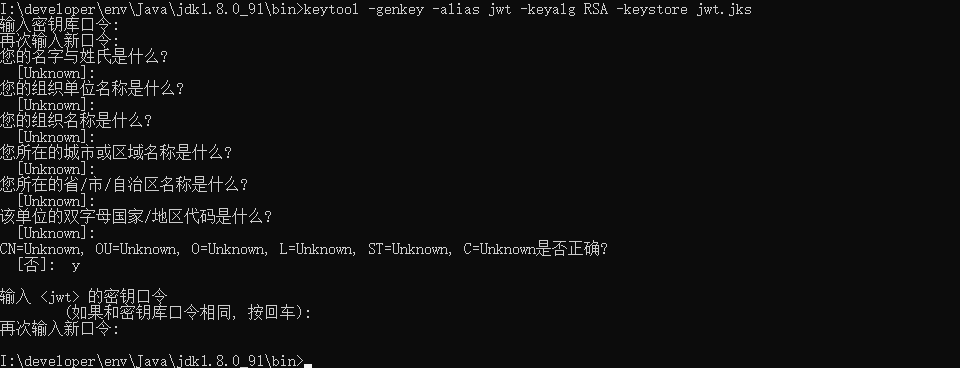 I:\developer\env\Java\jdk1.8.0_91\bin>keytool -genkey -alias jwt -keyalg RSA -keystore jwt.jks
输入密钥库口令:
再次输入新口令:
您的名字与姓氏是什么?
  [Unknown]:
您的组织单位名称是什么?
  [Unknown]:
您的组织名称是什么?
  [Unknown]:
您所在的城市或区域名称是什么?
  [Unknown]:
您所在的省/市/自治区名称是什么?
  [Unknown]:
该单位的双字母国家/地区代码是什么?
  [Unknown]:
CN=Unknown, OU=Unknown, O=Unknown, L=Unknown, ST=Unknown, C=Unknown是否正确?
  [否]:  y
输入 <jwt> 的密钥口令
        (如果和密钥库口令相同, 按回车):
再次输入新口令:
I:\developer\env\Java\jdk1.8.0_91\bin>